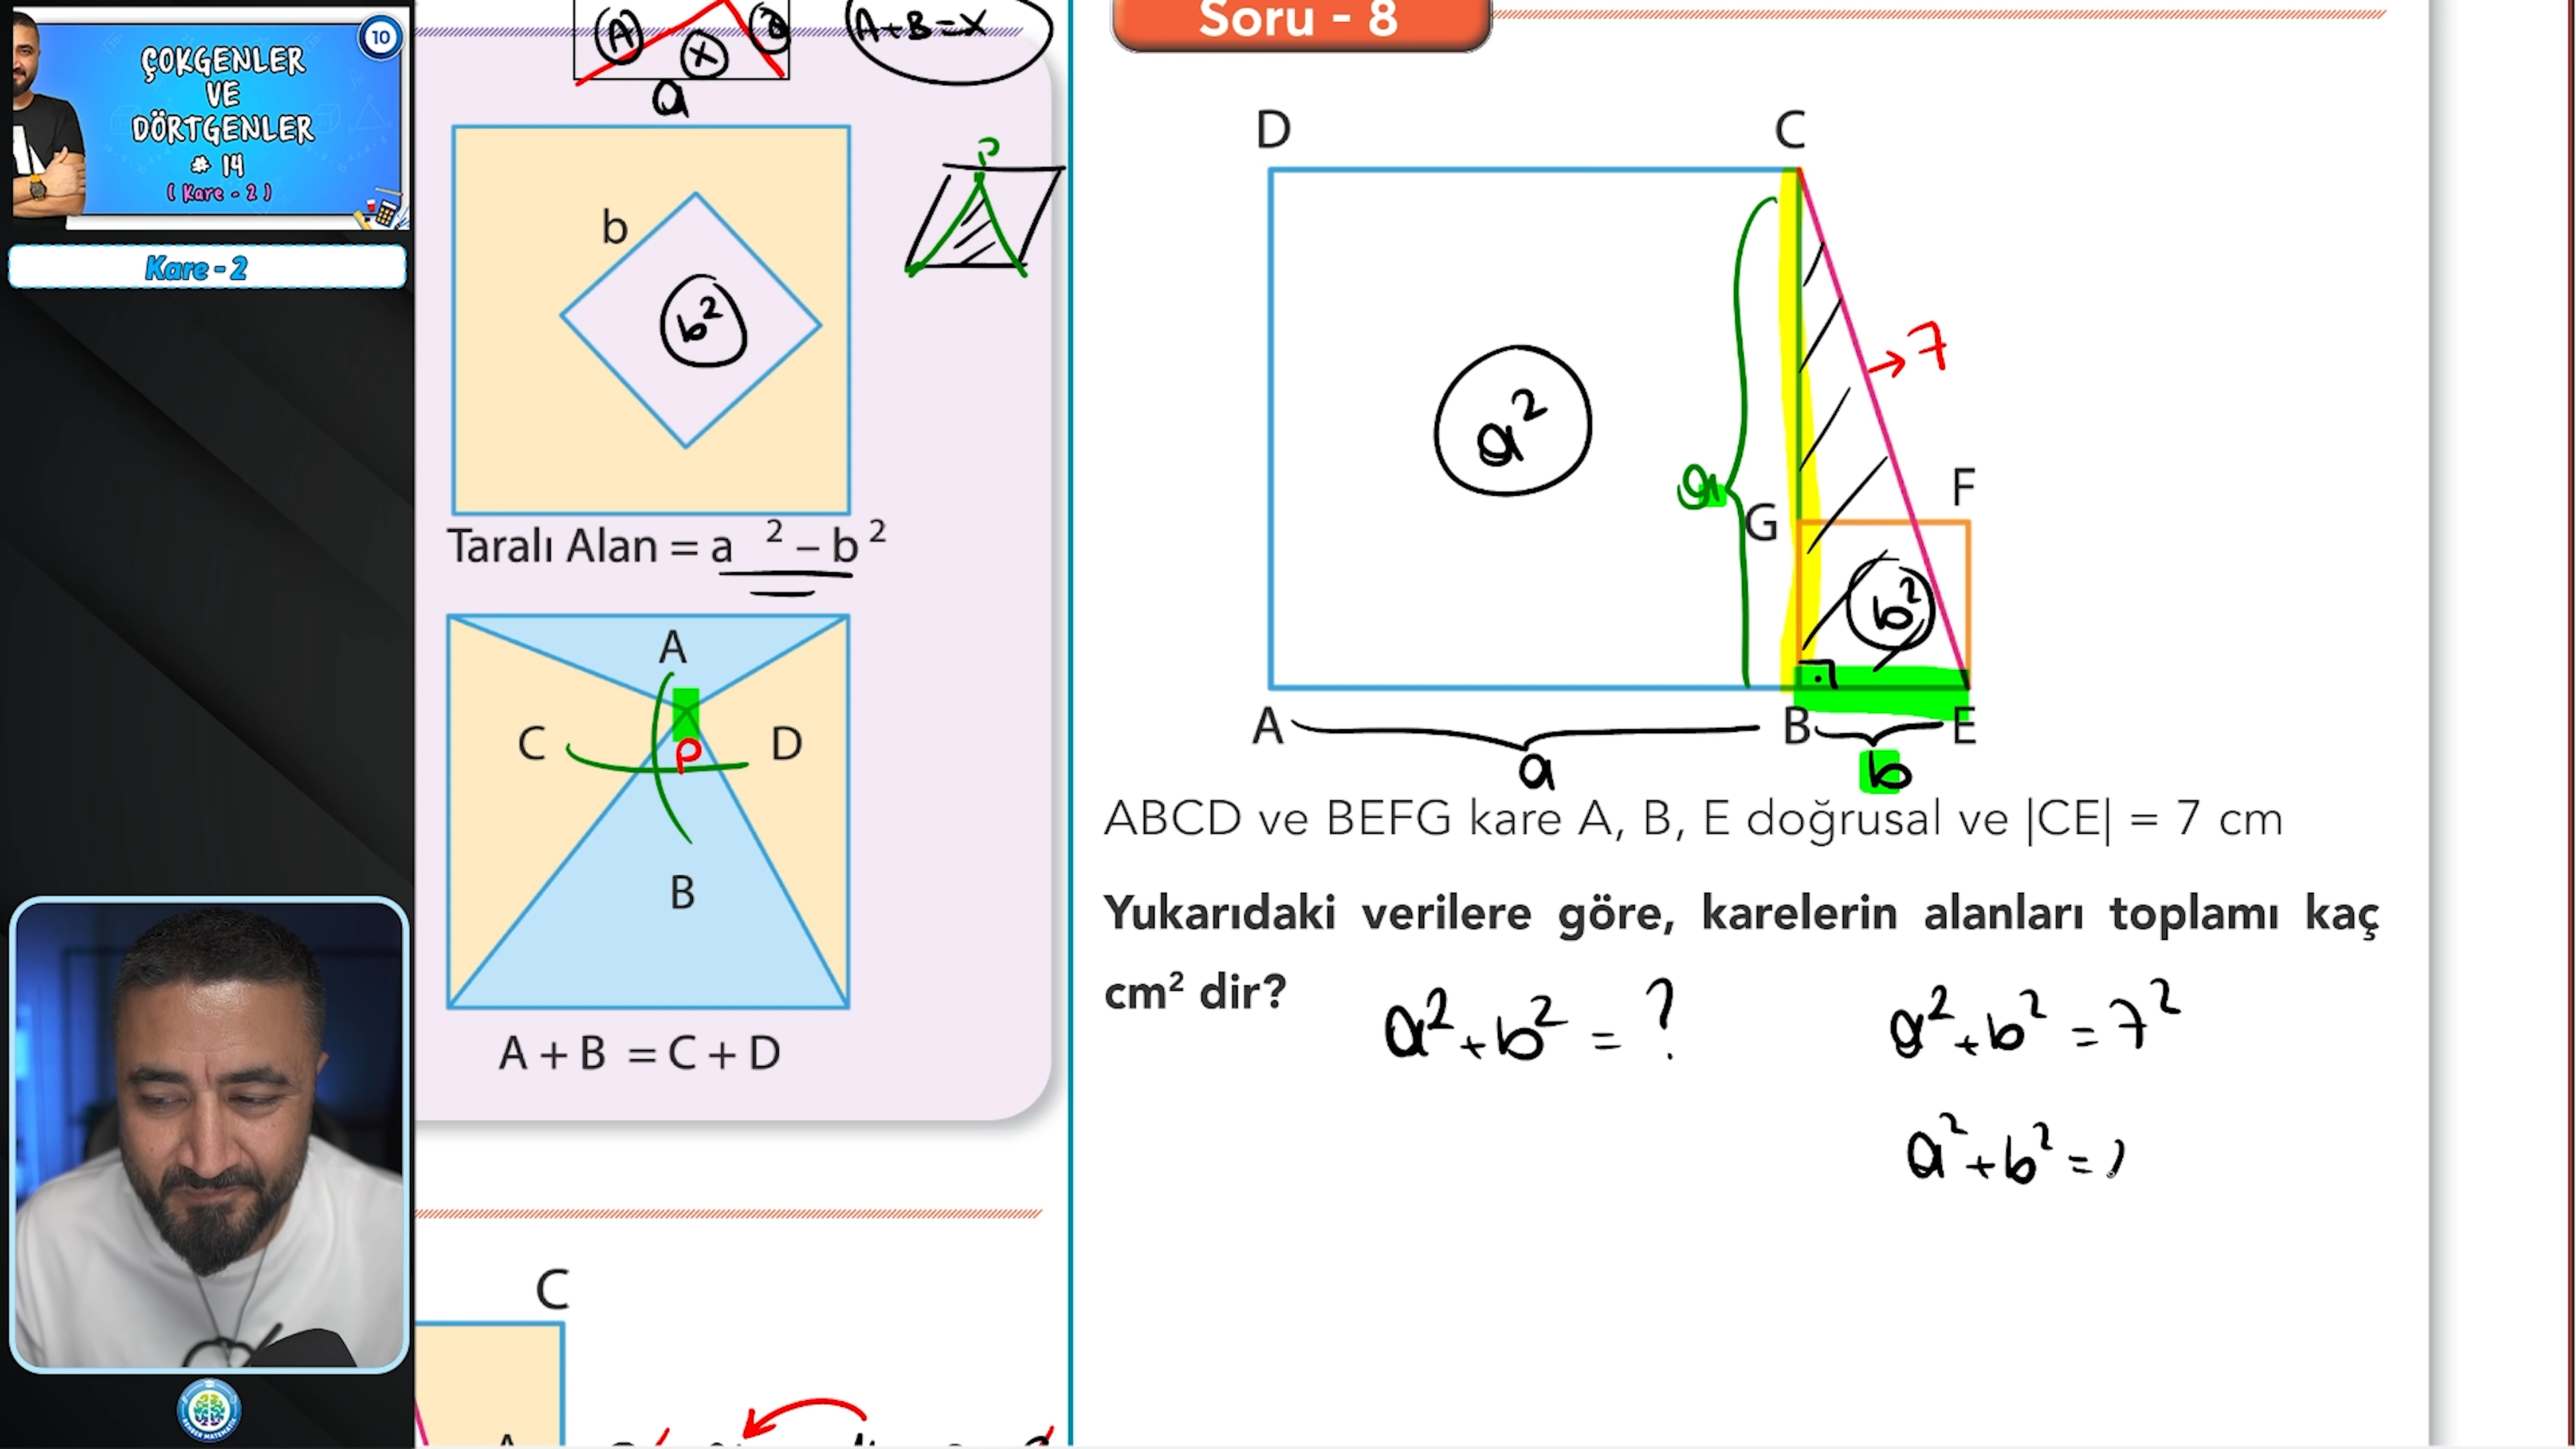 10
ÇOKGENLER
VE
DÖRTGENLER
# 14
( Kare - 2 )
Kare - 2
A
X
A+B=X
a
P
b
b²
Taralı Alan = a ² – b ²
A
C
P
D
B
A + B = C + D
C
Soru - 8
D
C
a²
7
a
G
F
b²
A
B
E
a
b
ABCD ve BEFG kare A, B, E doğrusal ve |CE| = 7 cm
Yukarıdaki verilere göre, karelerin alanları toplamı kaç
cm² dir?
a²+b² = ?
a²+b² = 7²
a²+b² =